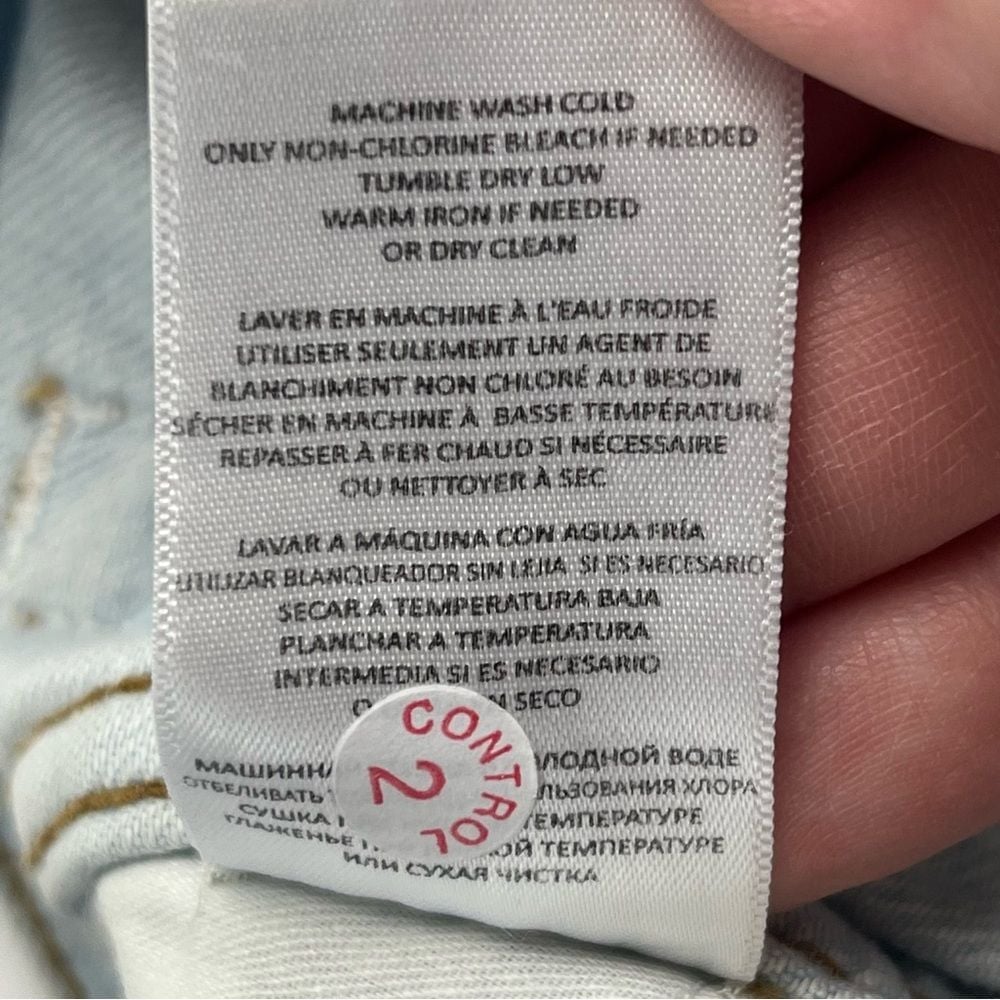 MACHINE WASH COLD
ONLY NON-CHLORINE BLEACH IF NEEDED
TUMBLE DRY LOW
WARM IRON IF NEEDED
OR DRY CLEAN
LAVER EN MACHINE À L'EAU FROIDE
UTILISER SEULEMENT UN AGENT DE
BLANCHIMENT NON CHLORÉ AU BESOIN
SÉCHER EN MACHINE À BASSE TEMPÉRATURE
REPASSER À FER CHAUD SI NÉCESSAIRE
OU NETTOYER À SEC
LAVAR A MÁQUINA CON AGUA FRÍA
UTILIZAR BLANQUEADOR SIN LEJIA SI ES NECESARIO
SECAR A TEMPERATURA BAJA
PLANCHAR A TEMPERATURA
INTERMEDIA SI ES NECESARIO
SECO
ВОДЕ
ОТБЕЛИВАТЬ ХЛОРА
СУШКА ТЕМПЕРАТУРЕ
ГЛАЖЕНЬЕ ТЕМПЕРАТУРЕ
ИЛИ СУХАЯ ЧИСТКА
CONTROL
2